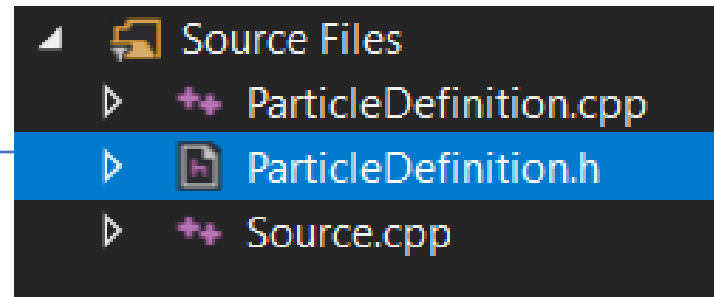 Source Files
ParticleDefinition.cpp
ParticleDefinition.h
Source.cpp